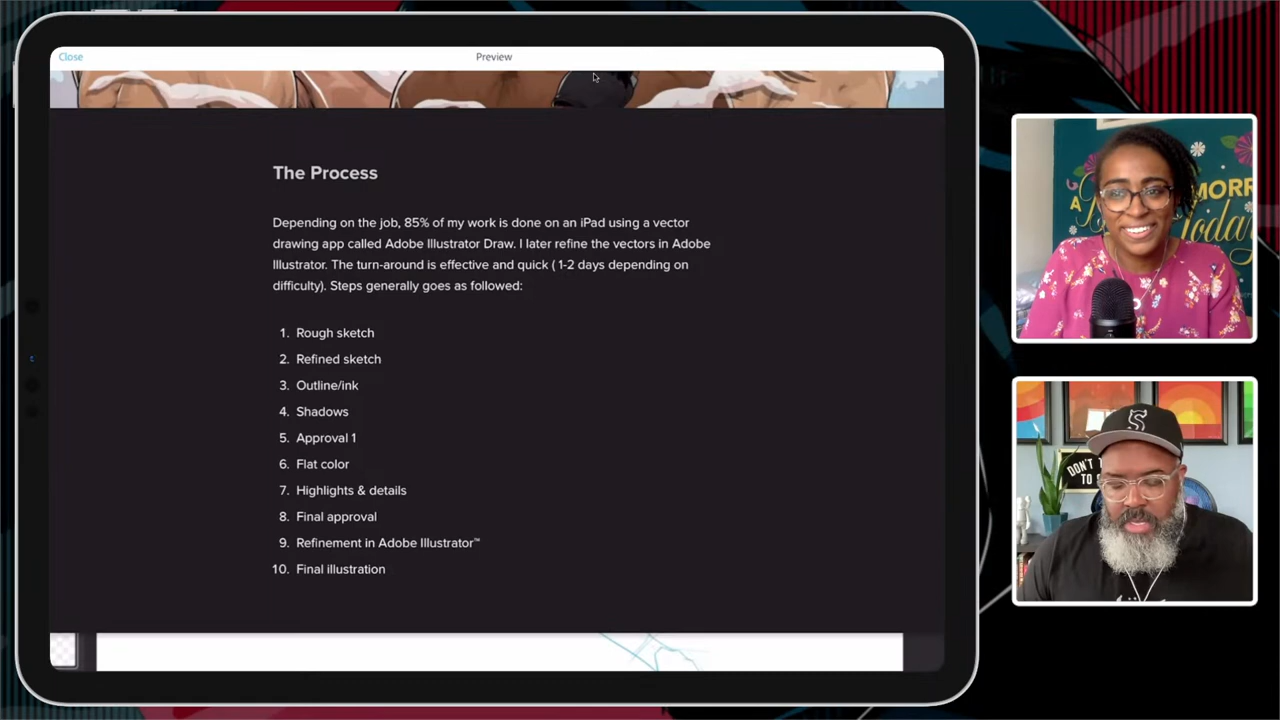 Close
Preview
The Process
Depending on the job, 85% of my work is done on an iPad using a vector
drawing app called Adobe Illustrator Draw. I later refine the vectors in Adobe
Illustrator. The turn-around is effective and quick ( 1-2 days depending on
difficulty). Steps generally goes as followed:
1. Rough sketch
2. Refined sketch
3. Outline/ink
4. Shadows
5. Approval 1
6. Flat color
7. Highlights & details
8. Final approval
9. Refinement in Adobe Illustrator™
10. Final illustration
A
MORR
Today
S
DON'T T
TO S